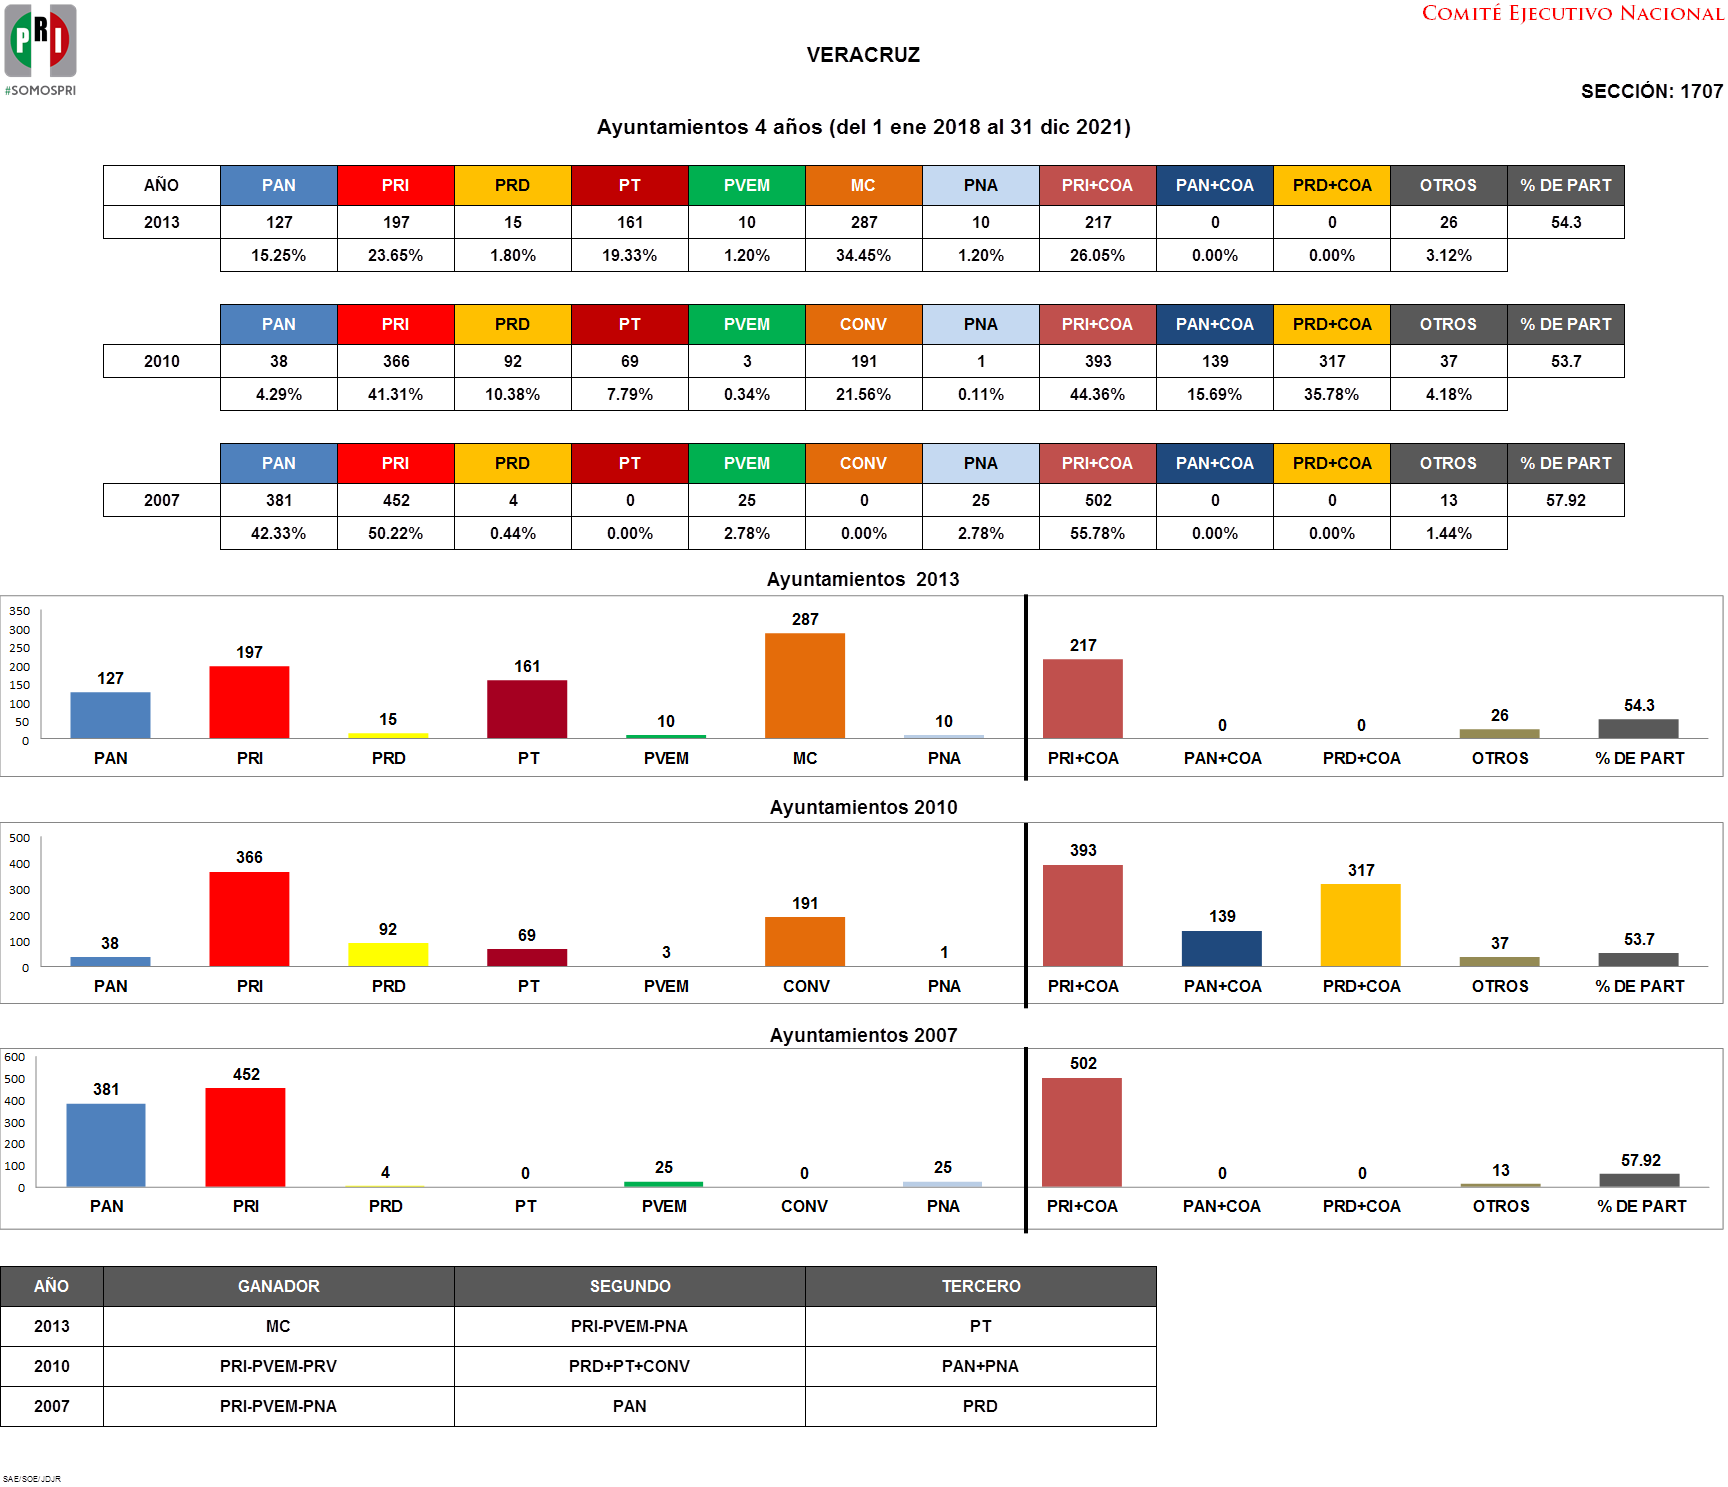 PRI
#SOMOSPRI
COMITÉ EJECUTIVO NACIONAL
VERACRUZ
SECCIÓN: 1707
Ayuntamientos 4 años (del 1 ene 2018 al 31 dic 2021)
AÑO PAN PRI PRD PT PVEM MC PNA PRI+COA PAN+COA PRD+COA OTROS % DE PART
2013 127 197 15 161 10 287 10 217 0 0 26 54.3
15.25% 23.65% 1.80% 19.33% 1.20% 34.45% 1.20% 26.05% 0.00% 0.00% 3.12%
PAN PRI PRD PT PVEM CONV PNA PRI+COA PAN+COA PRD+COA OTROS % DE PART
2010 38 366 92 69 3 191 1 393 139 317 37 53.7
4.29% 41.31% 10.38% 7.79% 0.34% 21.56% 0.11% 44.36% 15.69% 35.78% 4.18%
PAN PRI PRD PT PVEM CONV PNA PRI+COA PAN+COA PRD+COA OTROS % DE PART
2007 381 452 4 0 25 0 25 502 0 0 13 57.92
42.33% 50.22% 0.44% 0.00% 2.78% 0.00% 2.78% 55.78% 0.00% 0.00% 1.44%
Ayuntamientos 2013
350
300
250
200
150
100
50
0
127 197 15 161 10 287 10 217 0 0 26 54.3
PAN PRI PRD PT PVEM MC PNA PRI+COA PAN+COA PRD+COA OTROS % DE PART
Ayuntamientos 2010
500
400
300
200
100
0
38 366 92 69 3 191 1 393 139 317 37 53.7
PAN PRI PRD PT PVEM CONV PNA PRI+COA PAN+COA PRD+COA OTROS % DE PART
Ayuntamientos 2007
600
500
400
300
200
100
0
381 452 4 0 25 0 25 502 0 0 13 57.92
PAN PRI PRD PT PVEM CONV PNA PRI+COA PAN+COA PRD+COA OTROS % DE PART
AÑO GANADOR SEGUNDO TERCERO
2013 MC PRI-PVEM-PNA PT
2010 PRI-PVEM-PRV PRD+PT+CONV PAN+PNA
2007 PRI-PVEM-PNA PAN PRD
SAE/SOE/JDJR